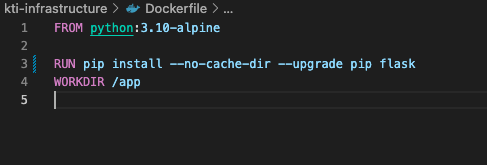 kti-infrastructure > Dockerfile > ...
1 FROM python:3.10-alpine
2
3 RUN pip install --no-cache-dir --upgrade pip flask
4 WORKDIR /app
5